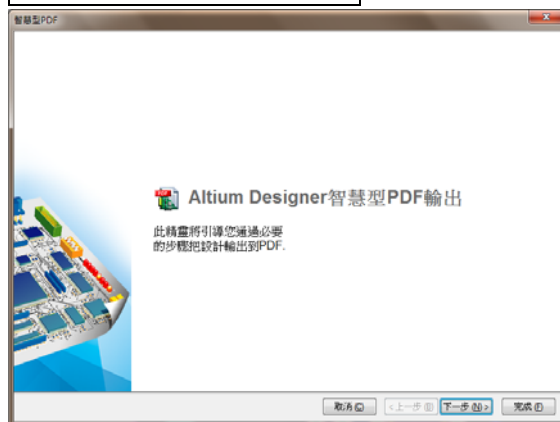 智慧型PDF
Altium Designer智慧型PDF輸出
此精靈將引導您通過必要
的步驟把設計輸出到PDF.
取消(C) <上一步(B) 下一步(N)> 完成(F)